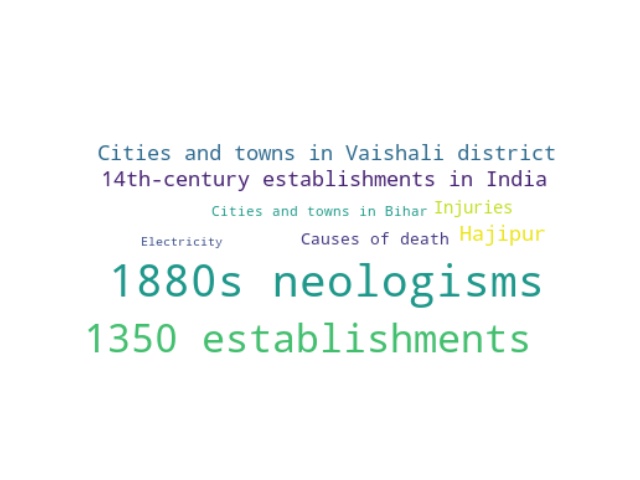 Cities and towns in Vaishali district
14th-century establishments in India
Cities and towns in Bihar Injuries
Electricity Causes of death Hajipur
1880s neologisms
1350 establishments